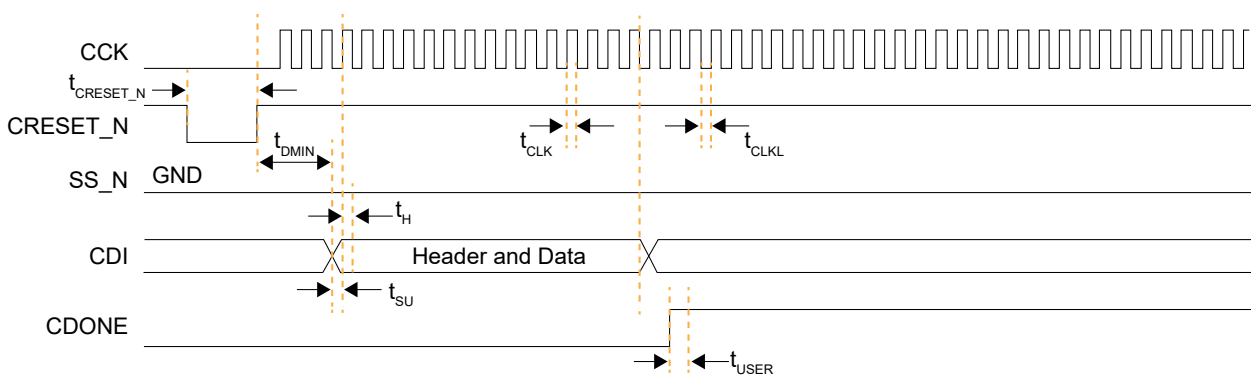 CCK
tCRESET_N
CRESET_N
tCLK
tCLKL
tDMIN
SS_N
GND
tH
CDI
Header and Data
tSU
CDONE
tUSER